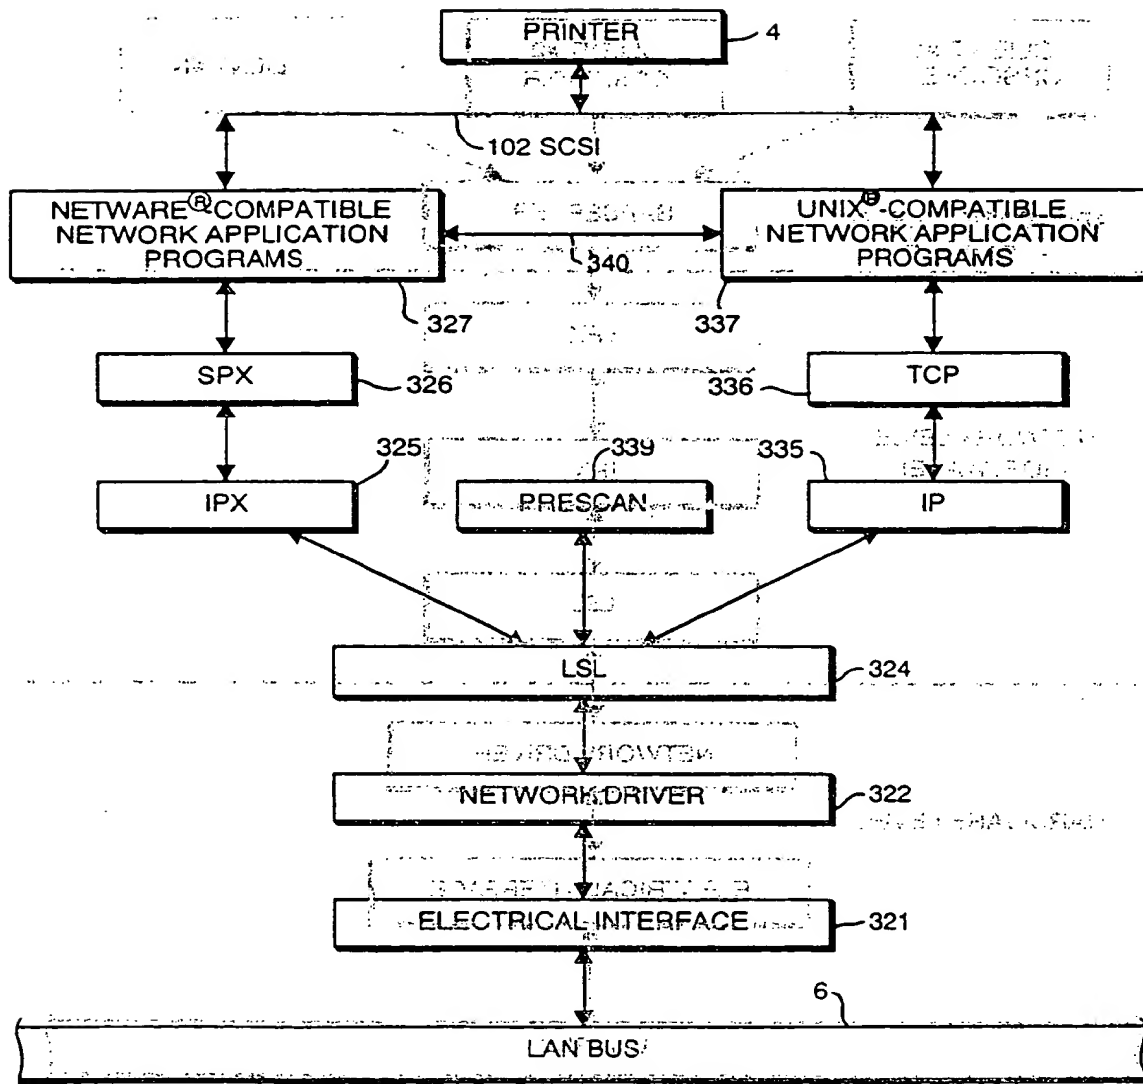 PRINTER
4
102 SCSI
NETWARE®-COMPATIBLE
NETWORK APPLICATION
PROGRAMS
UNIX®-COMPATIBLE
NETWORK APPLICATION
PROGRAMS
340
327
337
SPX
326
336
TCP
325
339
335
IPX
PRESCAN
IP
LSL
324
NETWORK DRIVER
322
ELECTRICAL INTERFACE
321
6
LAN BUS